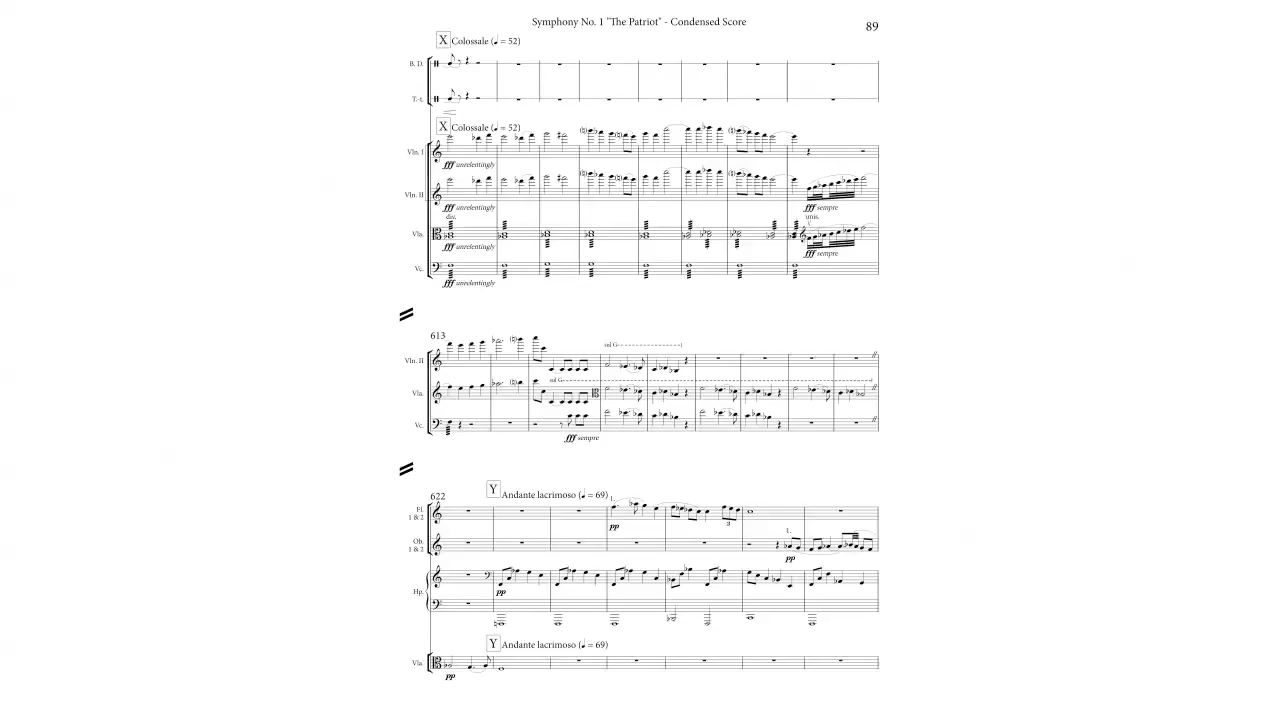 Symphony No. 1 "The Patriot" - Condensed Score
89
X Colossale (♩ = 52)
B. D.
T.-t.
X Colossale (♩ = 52)
Vln. I
fff unrelentingly
Vln. II
fff unrelentingly
fff sempre
div.
unis.
Vla.
fff unrelentingly
fff sempre
Vc.
fff unrelentingly
613
sul G
Vln. II
sul G
Vla.
Vc.
fff sempre
622
Y Andante lacrimoso (♩ = 69)
1.
Fl.
1 & 2
pp
3
1.
Ob.
1 & 2
pp
Hp.
pp
Y Andante lacrimoso (♩ = 69)
Vla.
pp